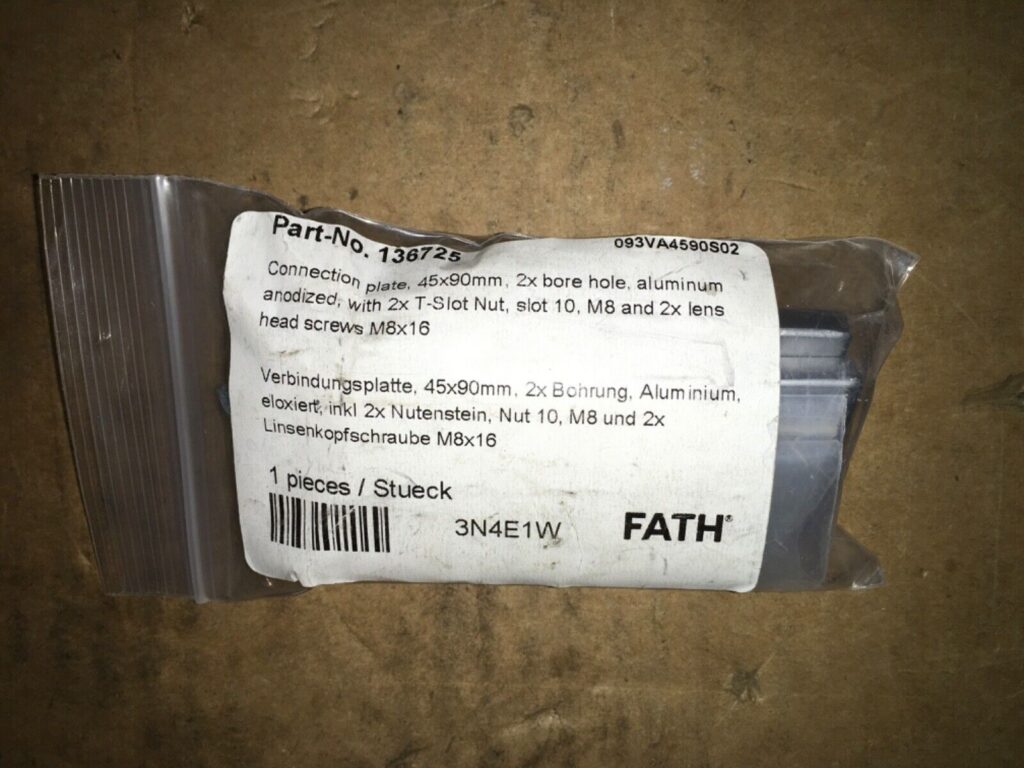 Part-No. 136725
093VA4590S02
Connection plate, 45x90mm, 2x bore hole, aluminum
anodized, with 2x T-Slot Nut, slot 10, M8 and 2x lens
head screws M8x16
Verbindungsplatte, 45x90mm, 2x Bohrung, Aluminium,
eloxiert, inkl 2x Nutenstein, Nut 10, M8 und 2x
Linsenkopfschraube M8x16
1 pieces / Stueck
3N4E1W
FATH®